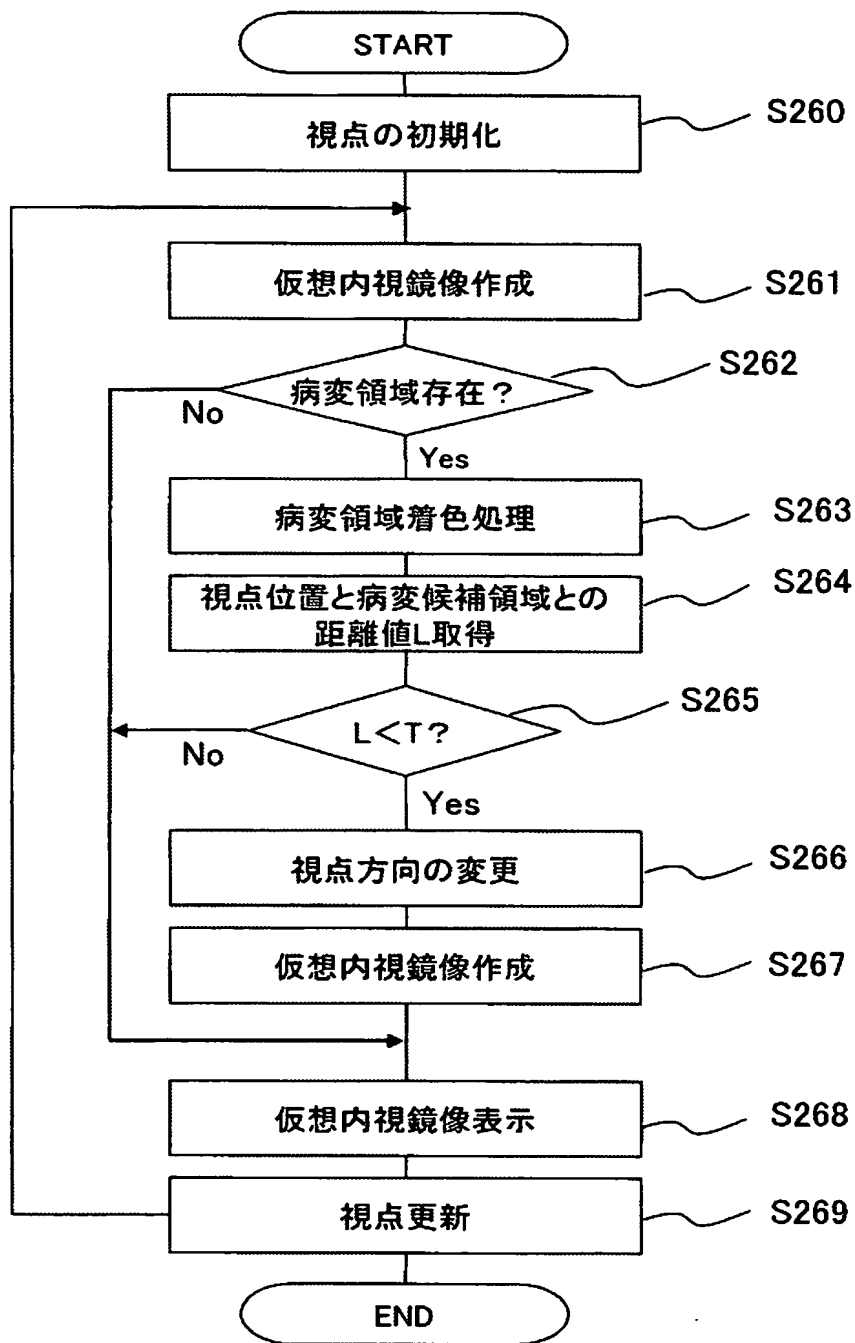 START
視点の初期化
S260
仮想内視鏡像作成
S261
病変領域存在?
S262
No
Yes
病変領域着色処理
S263
視点位置と病変候補領域との
距離値L取得
S264
L<T?
S265
No
Yes
視点方向の変更
S266
仮想内視鏡像作成
S267
仮想内視鏡像表示
S268
視点更新
S269
END